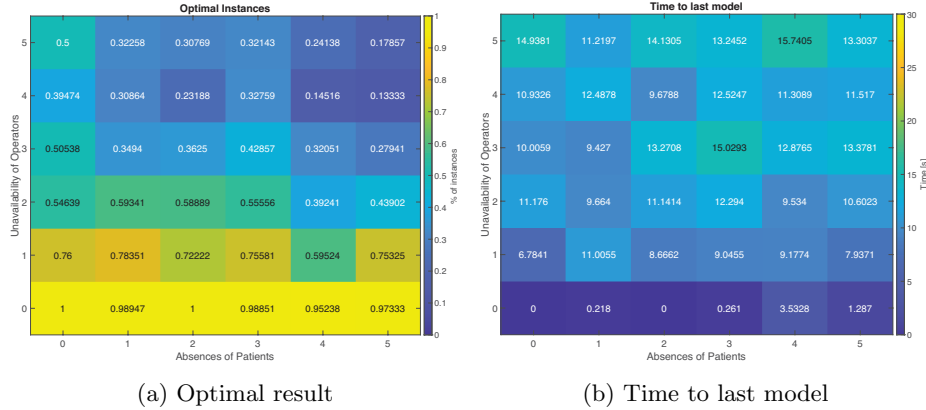 Optimal Instances
5 0.5 0.32258 0.30769 0.32143 0.24138 0.17857
4 0.39474 0.30864 0.23188 0.32759 0.14516 0.13333
3 0.50538 0.3494 0.3625 0.42857 0.32051 0.27941
2 0.54639 0.59341 0.58889 0.55556 0.39241 0.43902
1 0.76 0.78351 0.72222 0.75581 0.59524 0.75325
0 1 0.98947 1 0.98851 0.95238 0.97333
0 1 2 3 4 5
Absences of Patients
Unavailability of Operators
1
0.9
0.8
0.7
0.6
0.5
0.4
0.3
0.2
0.1
0
% of instances
(a) Optimal result
Time to last model
5 14.9381 11.2197 14.1305 13.2452 15.7405 13.3037
4 10.9326 12.4878 9.6788 12.5247 11.3089 11.517
3 10.0059 9.427 13.2708 15.0293 12.8765 13.3781
2 11.176 9.664 11.1414 12.294 9.534 10.6023
1 6.7841 11.0055 8.6662 9.0455 9.1774 7.9371
0 0 0.218 0 0.261 3.5328 1.287
0 1 2 3 4 5
Absences of Patients
Unavailability of Operators
30
25
20
15
10
5
0
Time [s]
(b) Time to last model